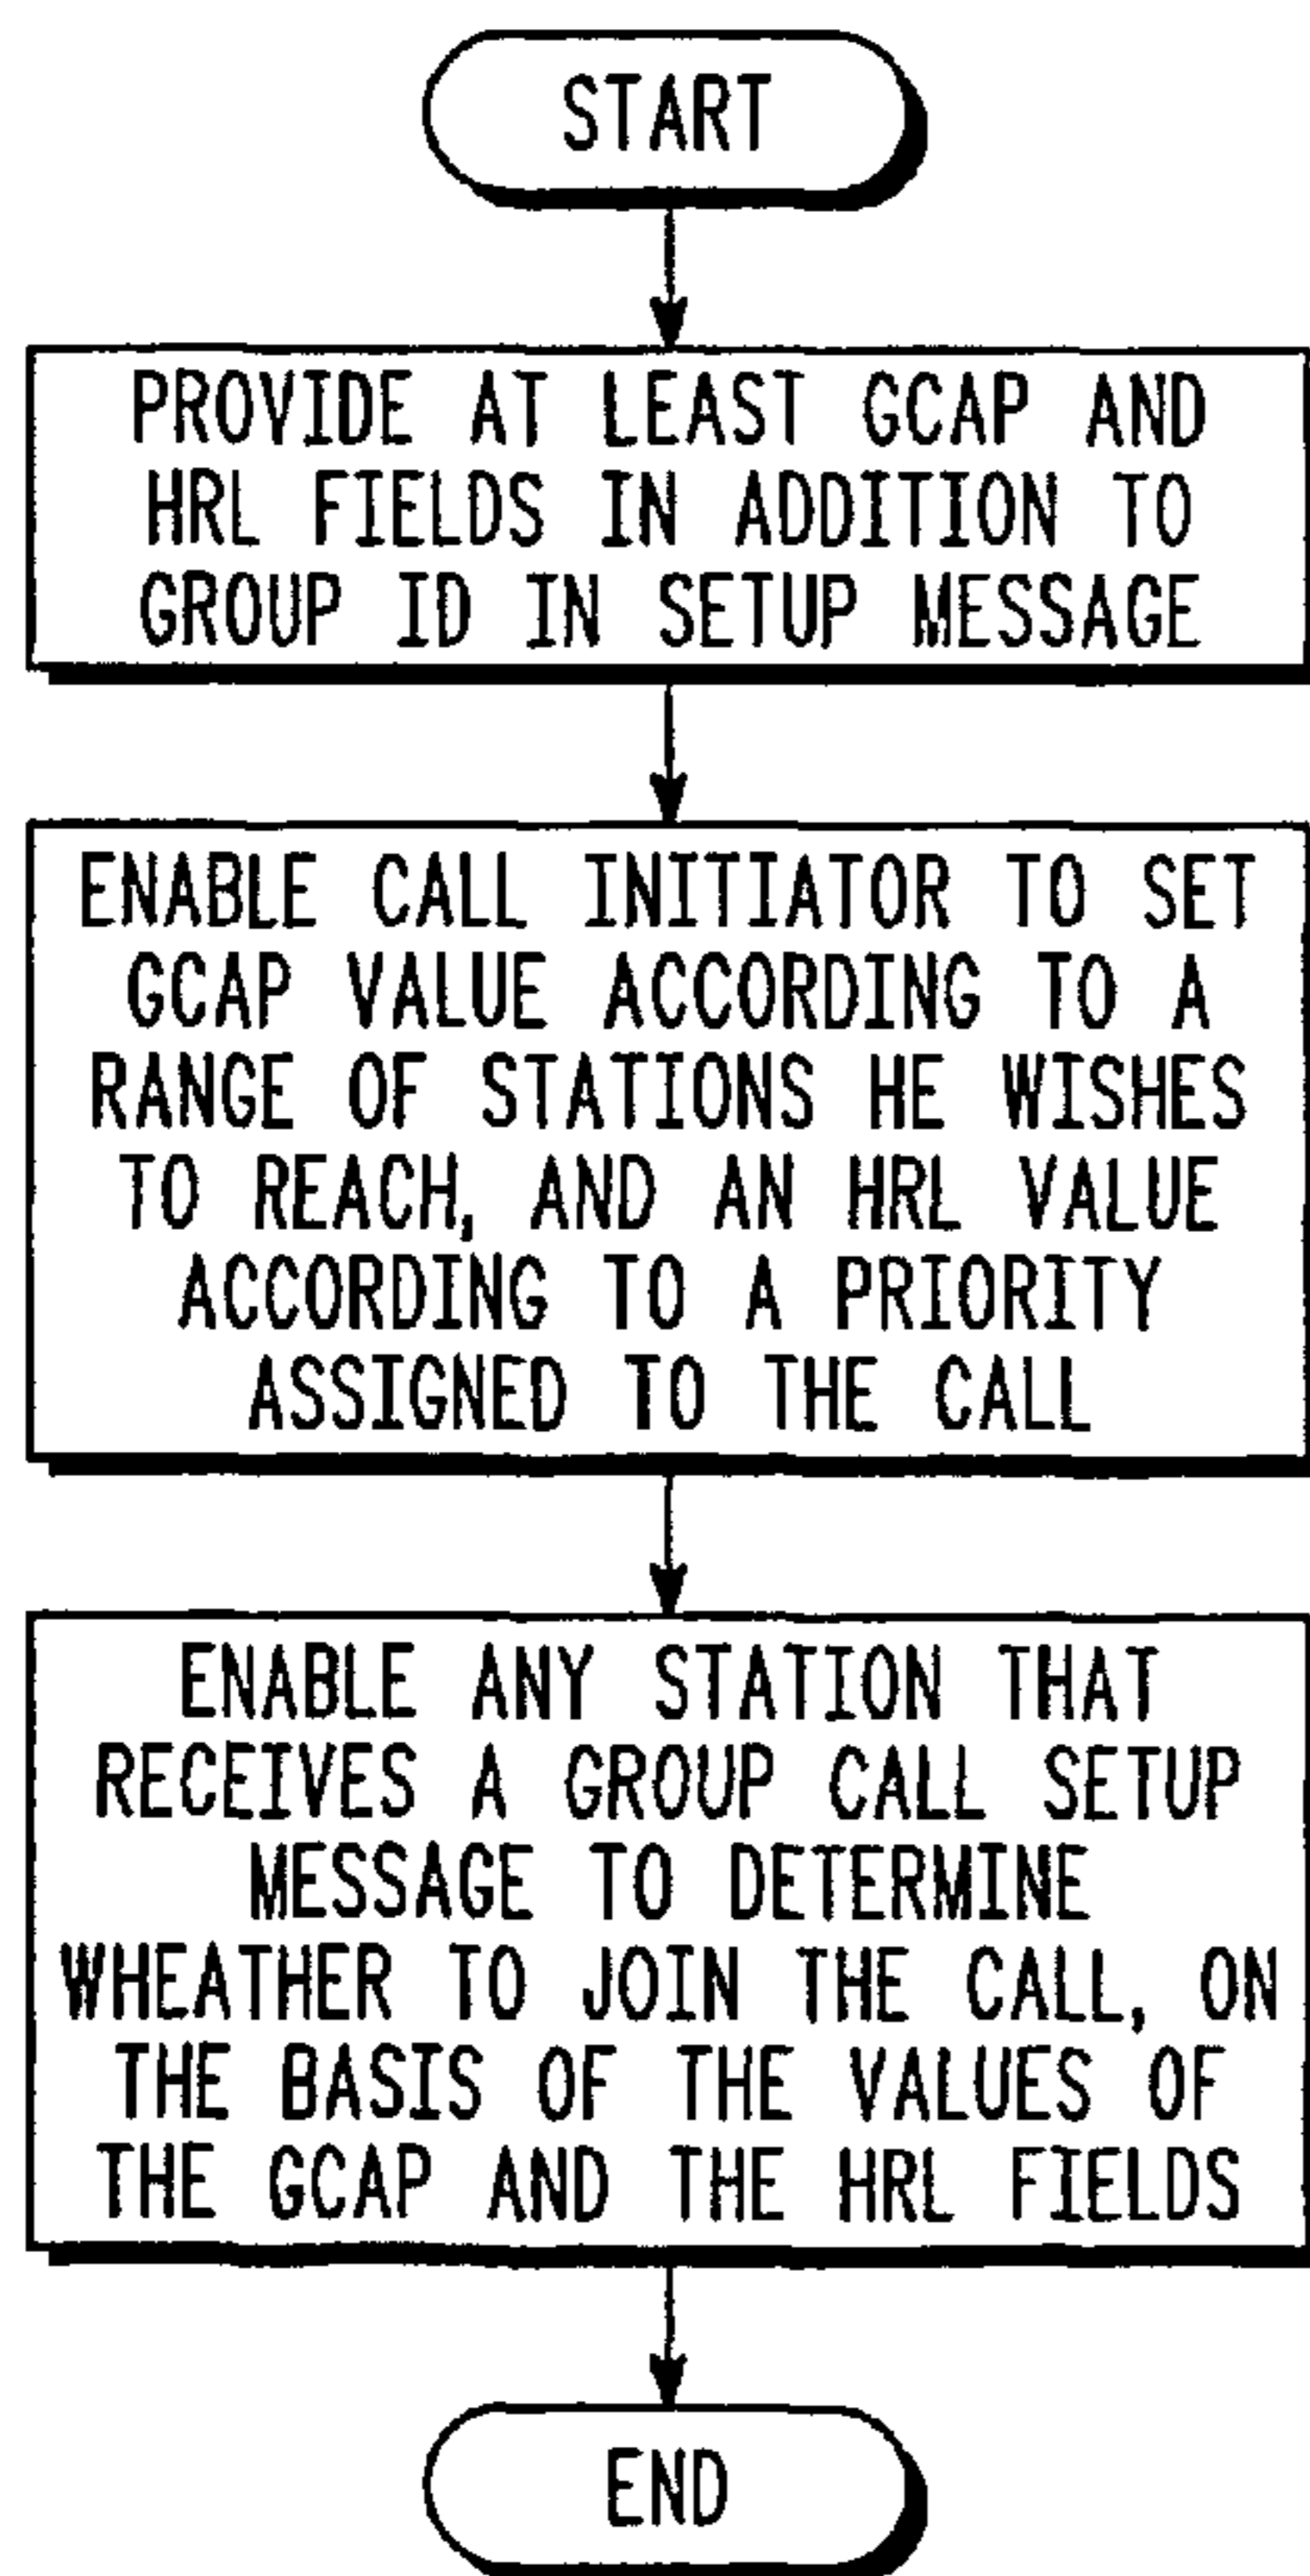 START
PROVIDE AT LEAST GCAP AND
HRL FIELDS IN ADDITION TO
GROUP ID IN SETUP MESSAGE
ENABLE CALL INITIATOR TO SET
GCAP VALUE ACCORDING TO A
RANGE OF STATIONS HE WISHES
TO REACH, AND AN HRL VALUE
ACCORDING TO A PRIORITY
ASSIGNED TO THE CALL
ENABLE ANY STATION THAT
RECEIVES A GROUP CALL SETUP
MESSAGE TO DETERMINE
WHEATHER TO JOIN THE CALL, ON
THE BASIS OF THE VALUES OF
THE GCAP AND THE HRL FIELDS
END